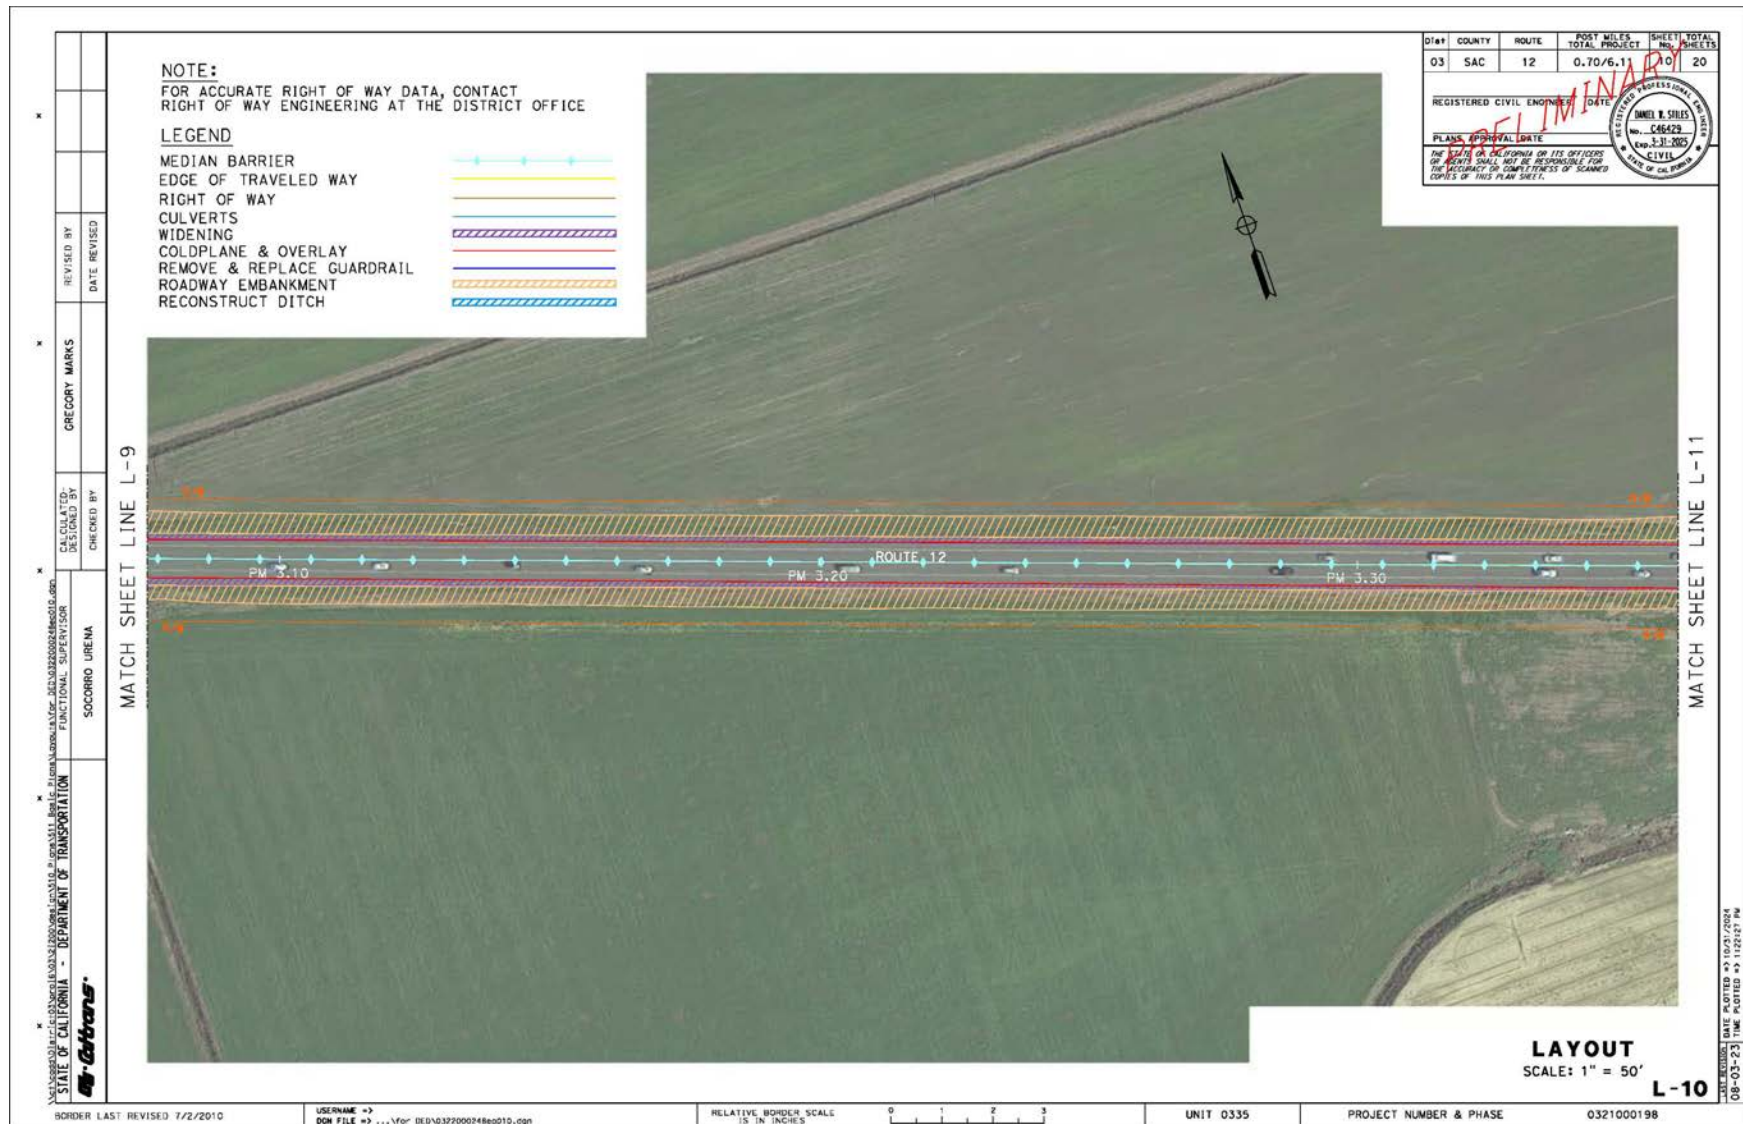 NOTE:
FOR ACCURATE RIGHT OF WAY DATA, CONTACT
RIGHT OF WAY ENGINEERING AT THE DISTRICT OFFICE
LEGEND
MEDIAN BARRIER
EDGE OF TRAVELED WAY
RIGHT OF WAY
CULVERTS
WIDENING
COLDPLANE & OVERLAY
REMOVE & REPLACE GUARDRAIL
ROADWAY EMBANKMENT
RECONSTRUCT DITCH
Dist COUNTY ROUTE POST MILES TOTAL PROJECT SHEET No. TOTAL SHEETS
03 SAC 12 0.70/6.11 10 20
REGISTERED CIVIL ENGINEER DATE
PLANS APPROVAL DATE
THE STATE OF CALIFORNIA OR ITS OFFICERS
OR AGENTS SHALL NOT BE RESPONSIBLE FOR
THE ACCURACY OR COMPLETENESS OF SCANNED
COPIES OF THIS PLAN SHEET.
PRELIMINARY
REGISTERED PROFESSIONAL ENGINEER
No. C46429
Exp. 3-31-2025
CIVIL
STATE OF CALIFORNIA
REVISED BY
DATE REVISED
GREGORY MARKS
CALCULATED-
DESIGNED BY
CHECKED BY
FUNCTIONAL SUPERVISOR
SOCORRO URENA
STATE OF CALIFORNIA - DEPARTMENT OF TRANSPORTATION
Caltrans
MATCH SHEET LINE L-9
ROUTE 12
PM 3.10
PM 3.20
PM 3.30
MATCH SHEET LINE L-11
LAYOUT
SCALE: 1" = 50'
L-10
LAST REVISION
08-03-23
DATE PLOTTED => 10/31/2024
BORDER LAST REVISED 7/2/2010
USERNAME =>
DGN FILE => ...\for DED\0322000248ea010.dgn
RELATIVE BORDER SCALE
IS IN INCHES
0 1 2 3
UNIT 0335
PROJECT NUMBER & PHASE
0321000198